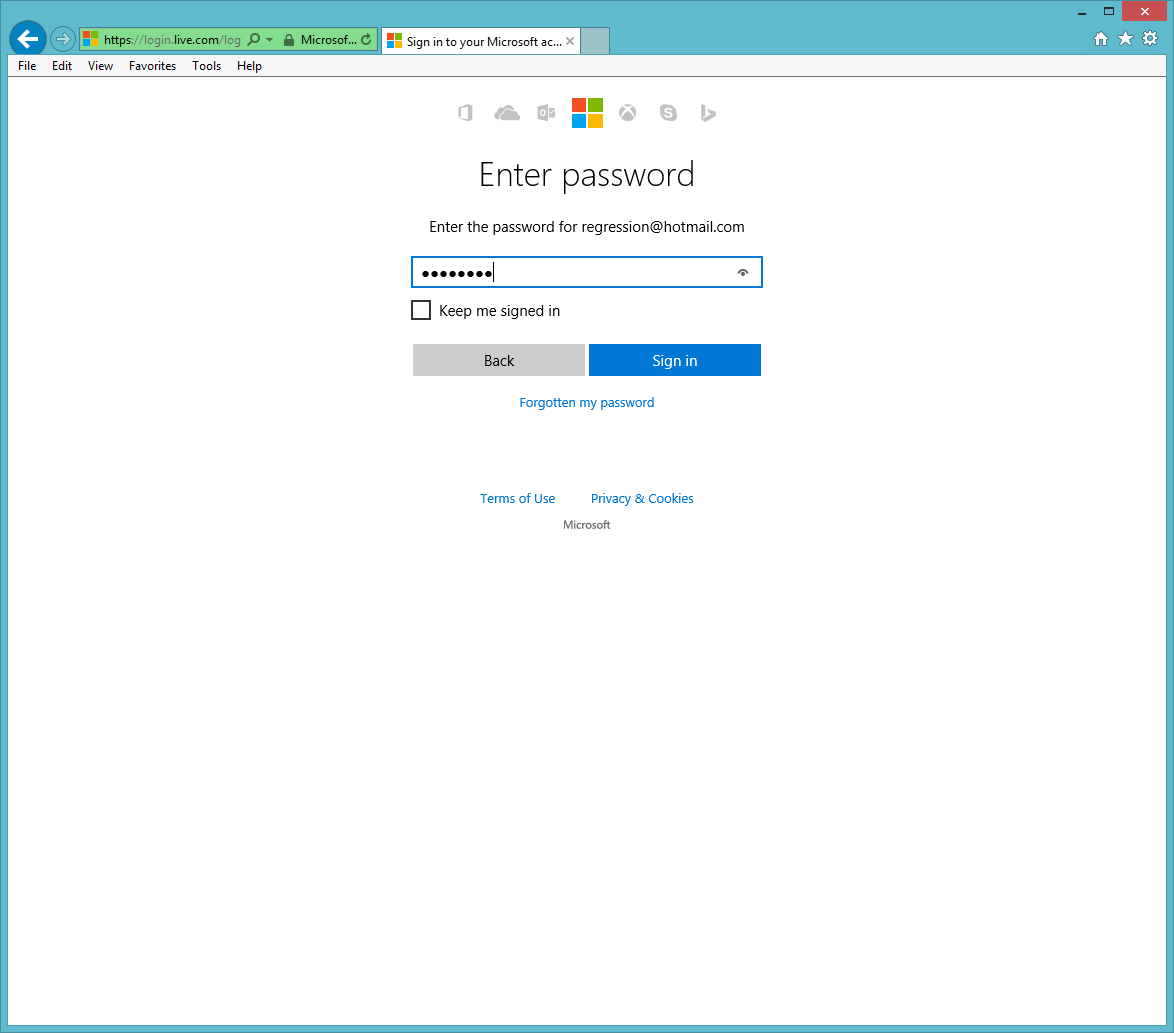 https://login.live.com/log
Microsof...
Sign in to your Microsoft ac...
File Edit View Favorites Tools Help
Enter password
Enter the password for regression@hotmail.com
●●●●●●●●
Keep me signed in
Back
Sign in
Forgotten my password
Terms of Use
Privacy & Cookies
Microsoft